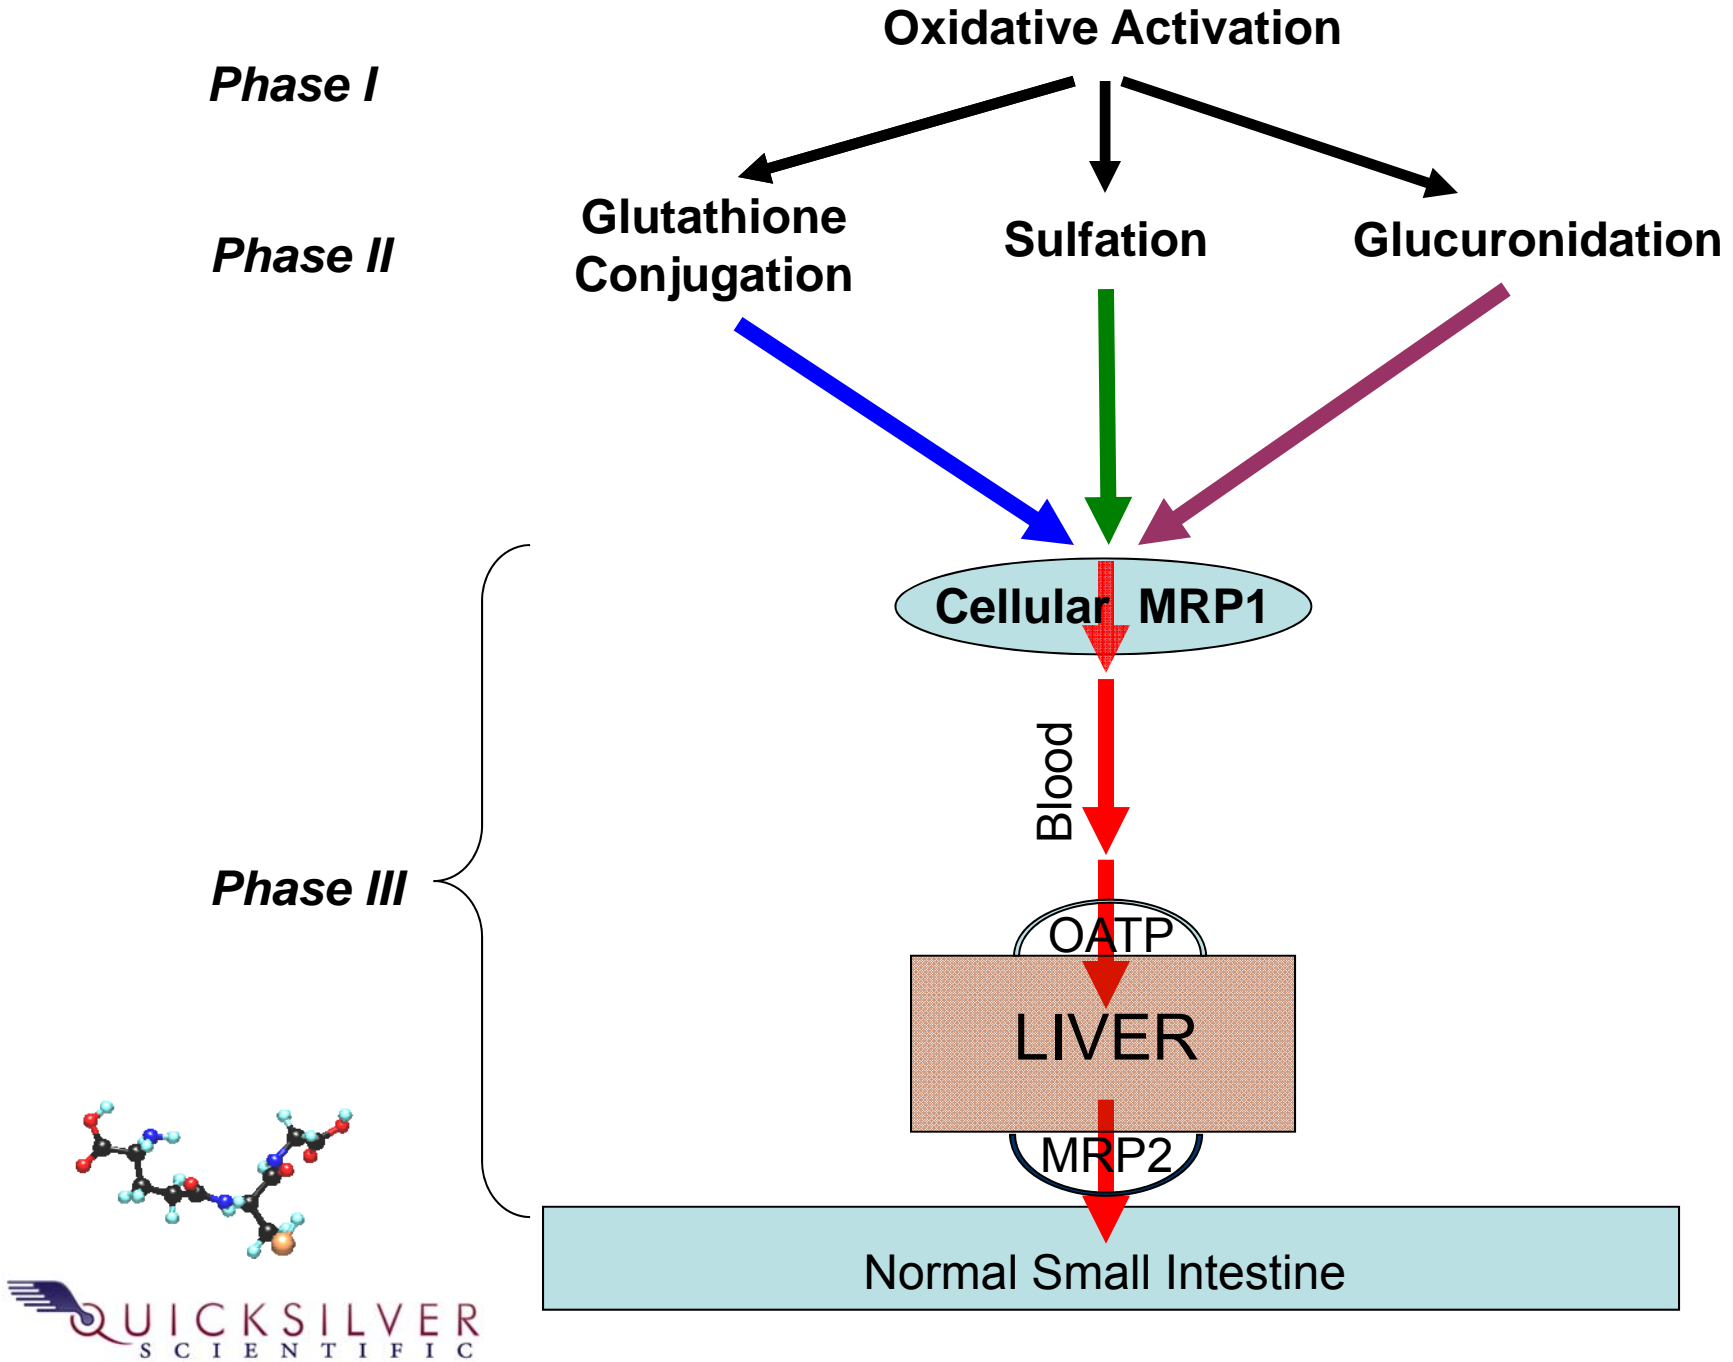 Oxidative Activation
Phase I
Glutathione
Conjugation
Sulfation
Glucuronidation
Phase II
Cellular MRP1
Blood
Phase III
OATP
LIVER
MRP2
Normal Small Intestine
QUICKSILVER
SCIENTIFIC